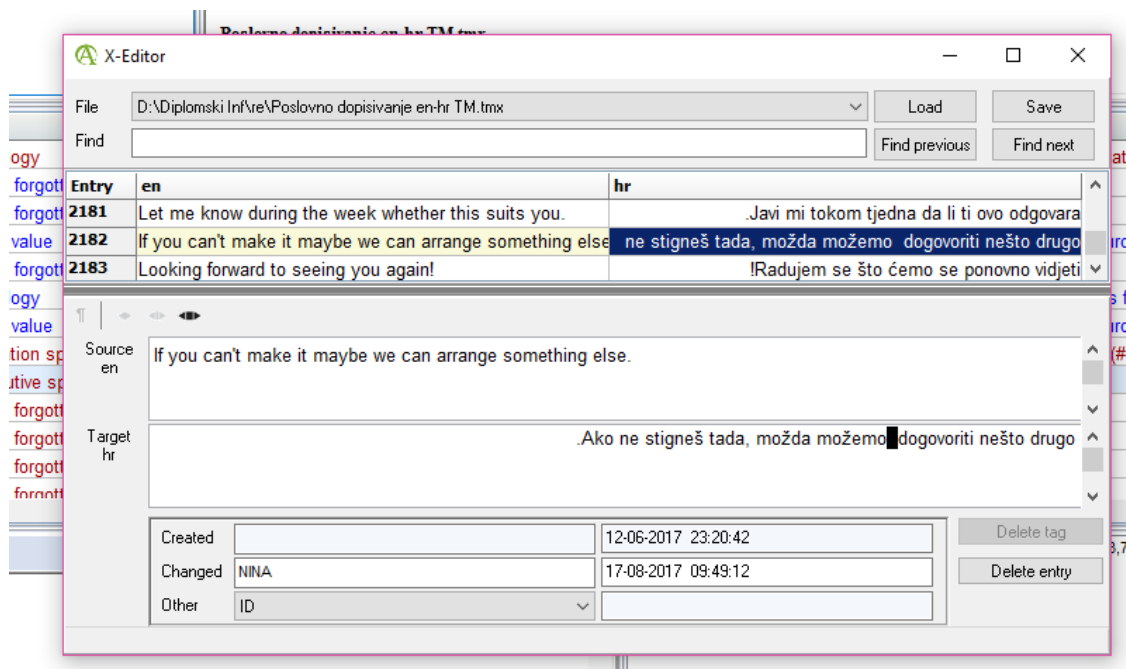 Poslovno dopisivanje en-hr TM.tmx
X-Editor
File D:\Diplomski Inf\re\Poslovno dopisivanje en-hr TM.tmx Load Save
Find Find previous Find next
Entry en hr
2181 Let me know during the week whether this suits you. .Javi mi tokom tjedna da li ti ovo odgovara
2182 If you can't make it maybe we can arrange something else ne stigneš tada, možda možemo  dogovoriti nešto drugo
2183 Looking forward to seeing you again! !Radujem se što ćemo se ponovno vidjeti
ogy
forgott
forgott
value
forgott
ogy
value
tion sp
utive sp
forgott
forgott
forgott
forgott
Source
en
If you can't make it maybe we can arrange something else.
Target
hr
.Ako ne stigneš tada, možda možemo dogovoriti nešto drugo
Created 12-06-2017 23:20:42 Delete tag
Changed NINA 17-08-2017 09:49:12 Delete entry
Other ID